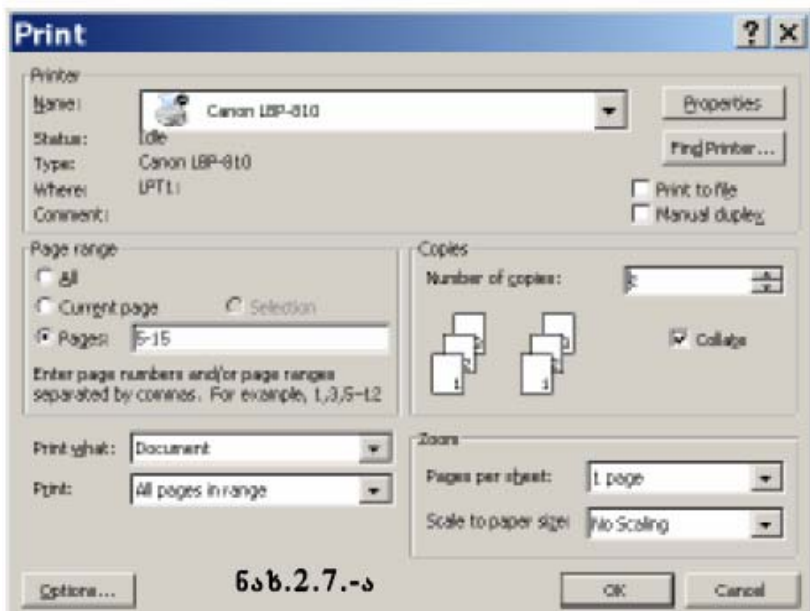 Print
Printer
Name: Canon LBP-810
Properties
Status: Idle
Find Printer...
Type: Canon LBP-810
Where: LPT1:
Print to file
Comment:
Manual duplex
Page range
All
Current page Selection
Pages: 5-15
Enter page numbers and/or page ranges
separated by commas. For example, 1,3,5-12
Copies
Number of copies:
1 1
Collate
Print what: Document
Print: All pages in range
Zoom
Pages per sheet: 1 page
Scale to paper size: No Scaling
Options...
ნახ.2.7.-ა
OK Cancel